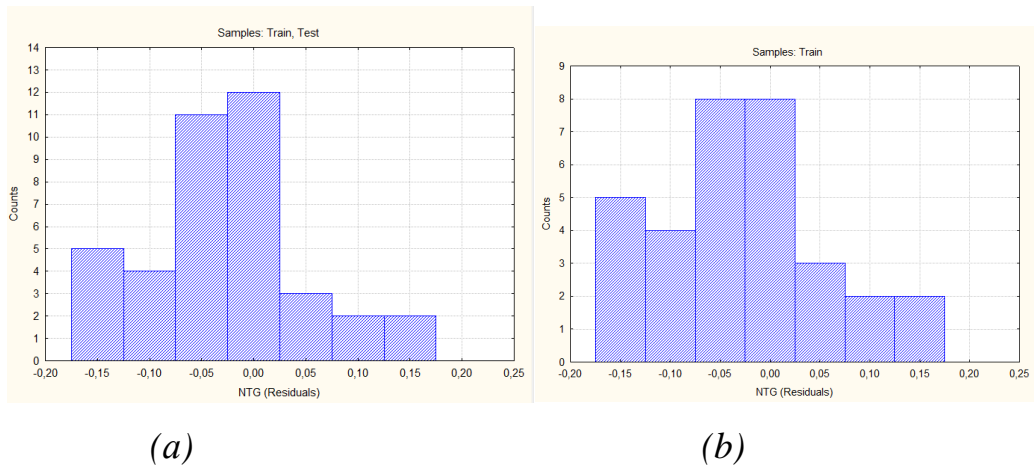 Samples: Train, Test
14
13
12
11
10
9
8
7
6
5
4
3
2
1
0
Counts
-0,20 -0,15 -0,10 -0,05 0,00 0,05 0,10 0,15 0,20 0,25
NTG (Residuals)
(a)
Samples: Train
9
8
7
6
5
4
3
2
1
0
Counts
-0,20 -0,15 -0,10 -0,05 0,00 0,05 0,10 0,15 0,20 0,25
NTG (Residuals)
(b)